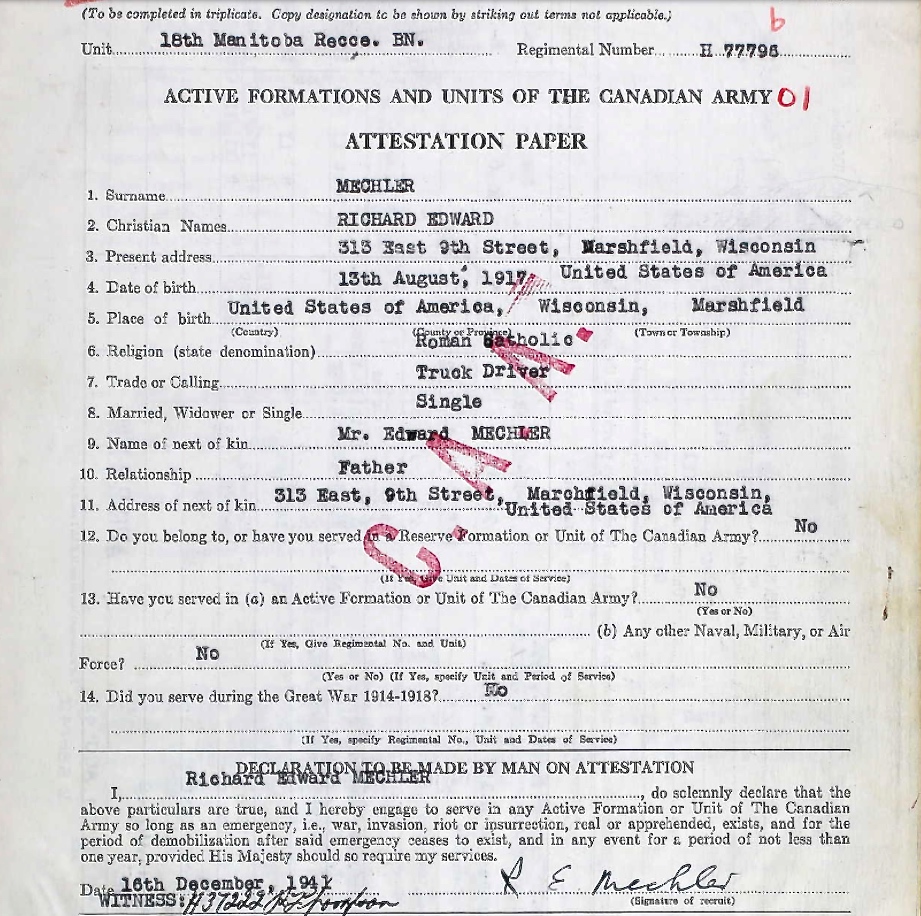 (To be completed in triplicate. Copy designation to be shown by striking out terms not applicable.)
b
Unit 18th Manitoba Recce. BN. Regimental Number H 77796
ACTIVE FORMATIONS AND UNITS OF THE CANADIAN ARMY 01
ATTESTATION PAPER
1. Surname MECHLER
2. Christian Names RICHARD EDWARD
3. Present address 313 East 9th Street, Marshfield, Wisconsin
United States of America
4. Date of birth 13th August, 1917
5. Place of birth United States of America, Wisconsin, Marshfield
(Country) (County or Province) (Town or Township)
6. Religion (state denomination) Roman Catholic
7. Trade or Calling Truck Driver
8. Married, Widower or Single Single
9. Name of next of kin Mr. Edward MECHLER
10. Relationship Father
11. Address of next of kin 313 East, 9th Street, Marchfield, Wisconsin,
United States of America
C.A.A.
12. Do you belong to, or have you served in a Reserve Formation or Unit of The Canadian Army? No
(If Yes, Give Unit and Dates of Service)
13. Have you served in (a) an Active Formation or Unit of The Canadian Army? No
(Yes or No)
(b) Any other Naval, Military, or Air
(If Yes, Give Regimental No. and Unit)
Force? No
(Yes or No) (If Yes, specify Unit and Period of Service)
14. Did you serve during the Great War 1914-1918? No
(If Yes, specify Regimental No., Unit and Dates of Service)
DECLARATION TO BE MADE BY MAN ON ATTESTATION
I, Richard Edward MECHLER, do solemnly declare that the
above particulars are true, and I hereby engage to serve in any Active Formation or Unit of The Canadian
Army so long as an emergency, i.e., war, invasion, riot or insurrection, real or apprehended, exists, and for the
period of demobilization after said emergency ceases to exist, and in any event for a period of not less than
one year, provided His Majesty should so require my services.
Date 16th December, 1941 R E Mechler
(Signature of recruit)
WITNESS: